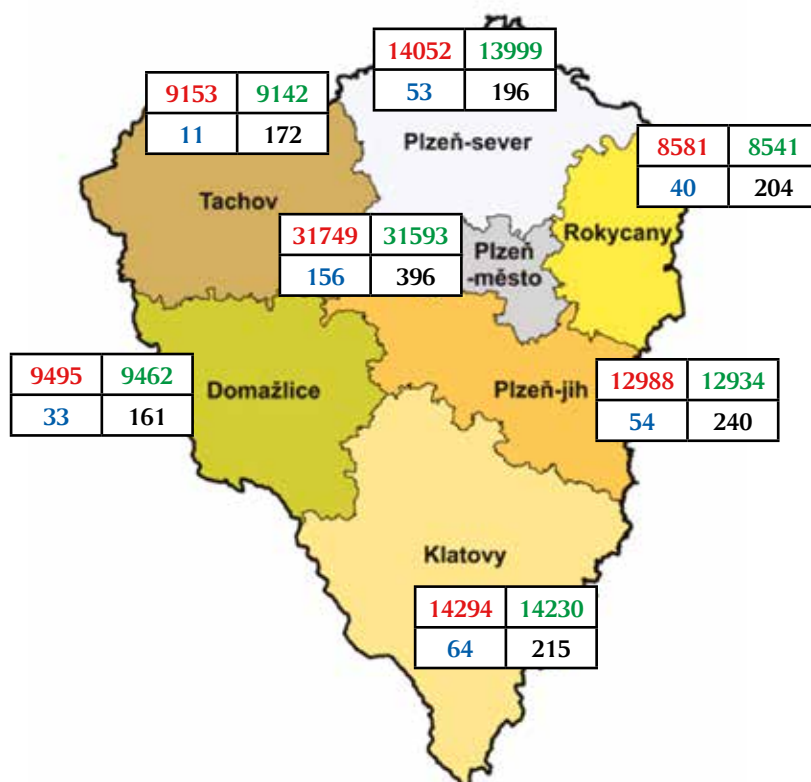 14052 13999
53 196
9153 9142
11 172
Plzeň-sever
8581 8541
40 204
Tachov
31749 31593
156 396
Plzeň
-město
Rokycany
9495 9462
33 161
Domažlice
Plzeň-jih
12988 12934
54 240
Klatovy
14294 14230
64 215